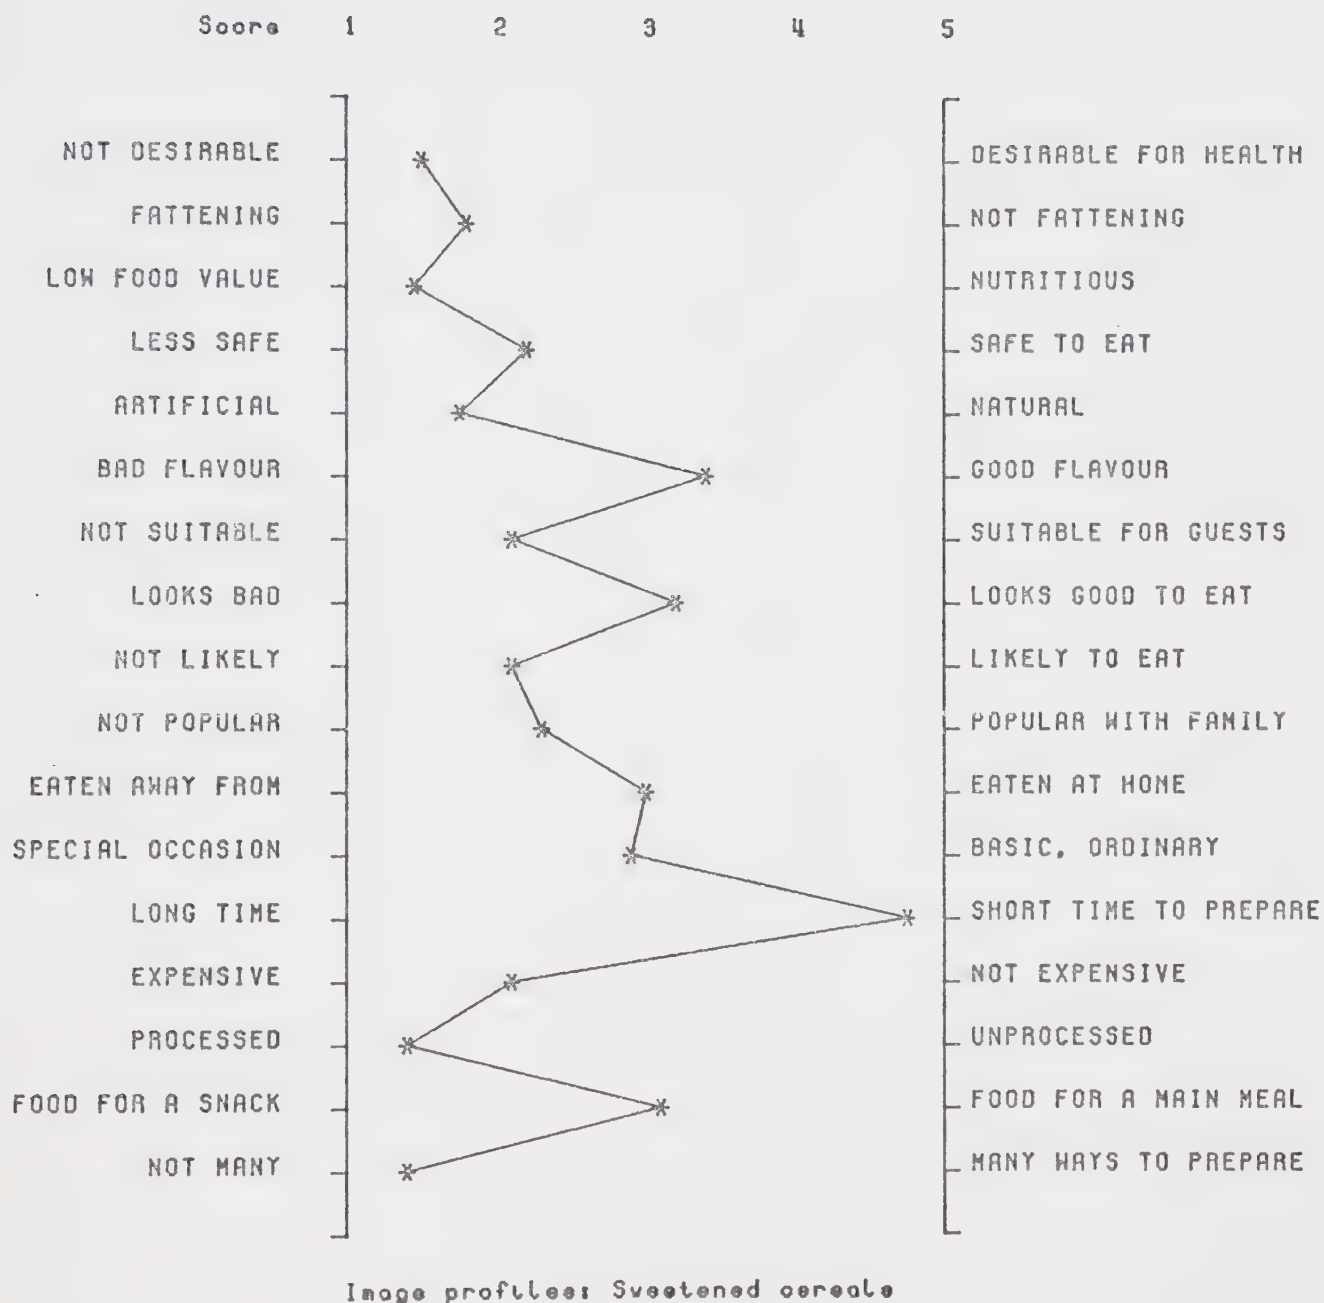 Score 1 2 3 4 5
NOT DESIRABLE DESIRABLE FOR HEALTH
FATTENING NOT FATTENING
LOW FOOD VALUE NUTRITIOUS
LESS SAFE SAFE TO EAT
ARTIFICIAL NATURAL
BAD FLAVOUR GOOD FLAVOUR
NOT SUITABLE SUITABLE FOR GUESTS
LOOKS BAD LOOKS GOOD TO EAT
NOT LIKELY LIKELY TO EAT
NOT POPULAR POPULAR WITH FAMILY
EATEN AWAY FROM EATEN AT HOME
SPECIAL OCCASION BASIC, ORDINARY
LONG TIME SHORT TIME TO PREPARE
EXPENSIVE NOT EXPENSIVE
PROCESSED UNPROCESSED
FOOD FOR A SNACK FOOD FOR A MAIN MEAL
NOT MANY MANY WAYS TO PREPARE
Image profiles: Sweetened cereals